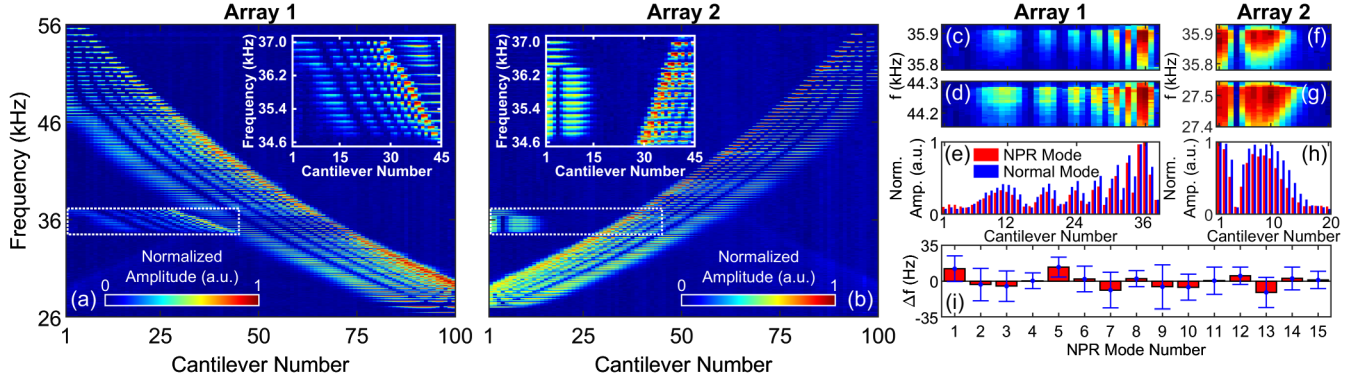 Array 1
Array 2
Array 1
Array 2
56
46
36
26
Frequency (kHz)
37.0
36.2
35.4
34.6
Frequency (kHz)
1
15
30
45
Cantilever Number
Normalized
Amplitude (a.u.)
0
1
(a)
1
25
50
75
100
Cantilever Number
37.0
36.2
35.4
34.6
Frequency (kHz)
1
15
30
45
Cantilever Number
Normalized
Amplitude (a.u.)
0
1
(b)
1
25
50
75
100
Cantilever Number
35.9
35.8
f (kHz)
(c)
44.3
44.2
f (kHz)
(d)
1
0
Norm.
Amp. (a.u.)
(e)
NPR Mode
Normal Mode
1
12
24
36
Cantilever Number
35.9
35.8
f (kHz)
(f)
27.5
27.4
f (kHz)
(g)
1
0
Norm.
Amp. (a.u.)
(h)
1
10
20
Cantilever Number
35
0
-35
Δf (Hz)
(i)
1 2 3 4 5 6 7 8 9 10 11 12 13 14 15
NPR Mode Number